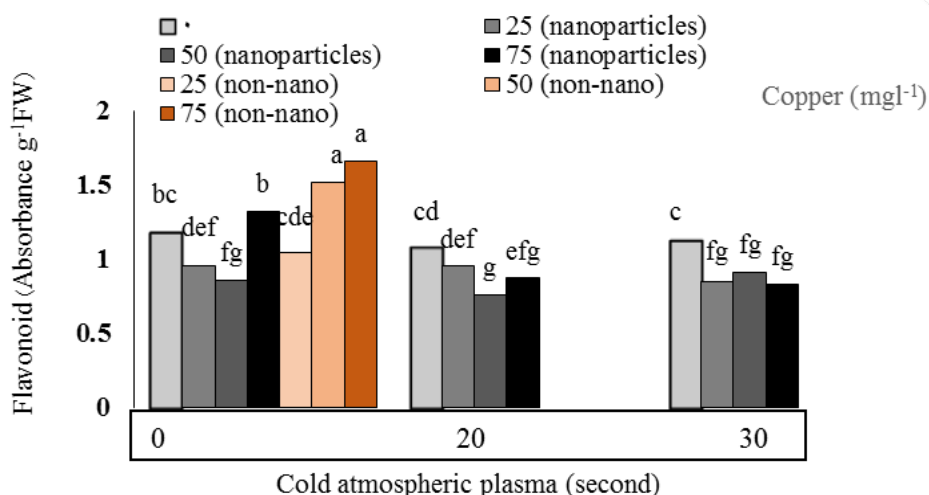 ۰
25 (nanoparticles)
50 (nanoparticles)
75 (nanoparticles)
25 (non-nano)
50 (non-nano)
75 (non-nano)
Copper (mgl⁻¹)
Flavonoid (Absorbance g⁻¹FW)
2
1.5
1
0.5
0
bc
def
fg
b
cde
a
a
cd
def
g
efg
c
fg
fg
fg
0 20 30
Cold atmospheric plasma (second)